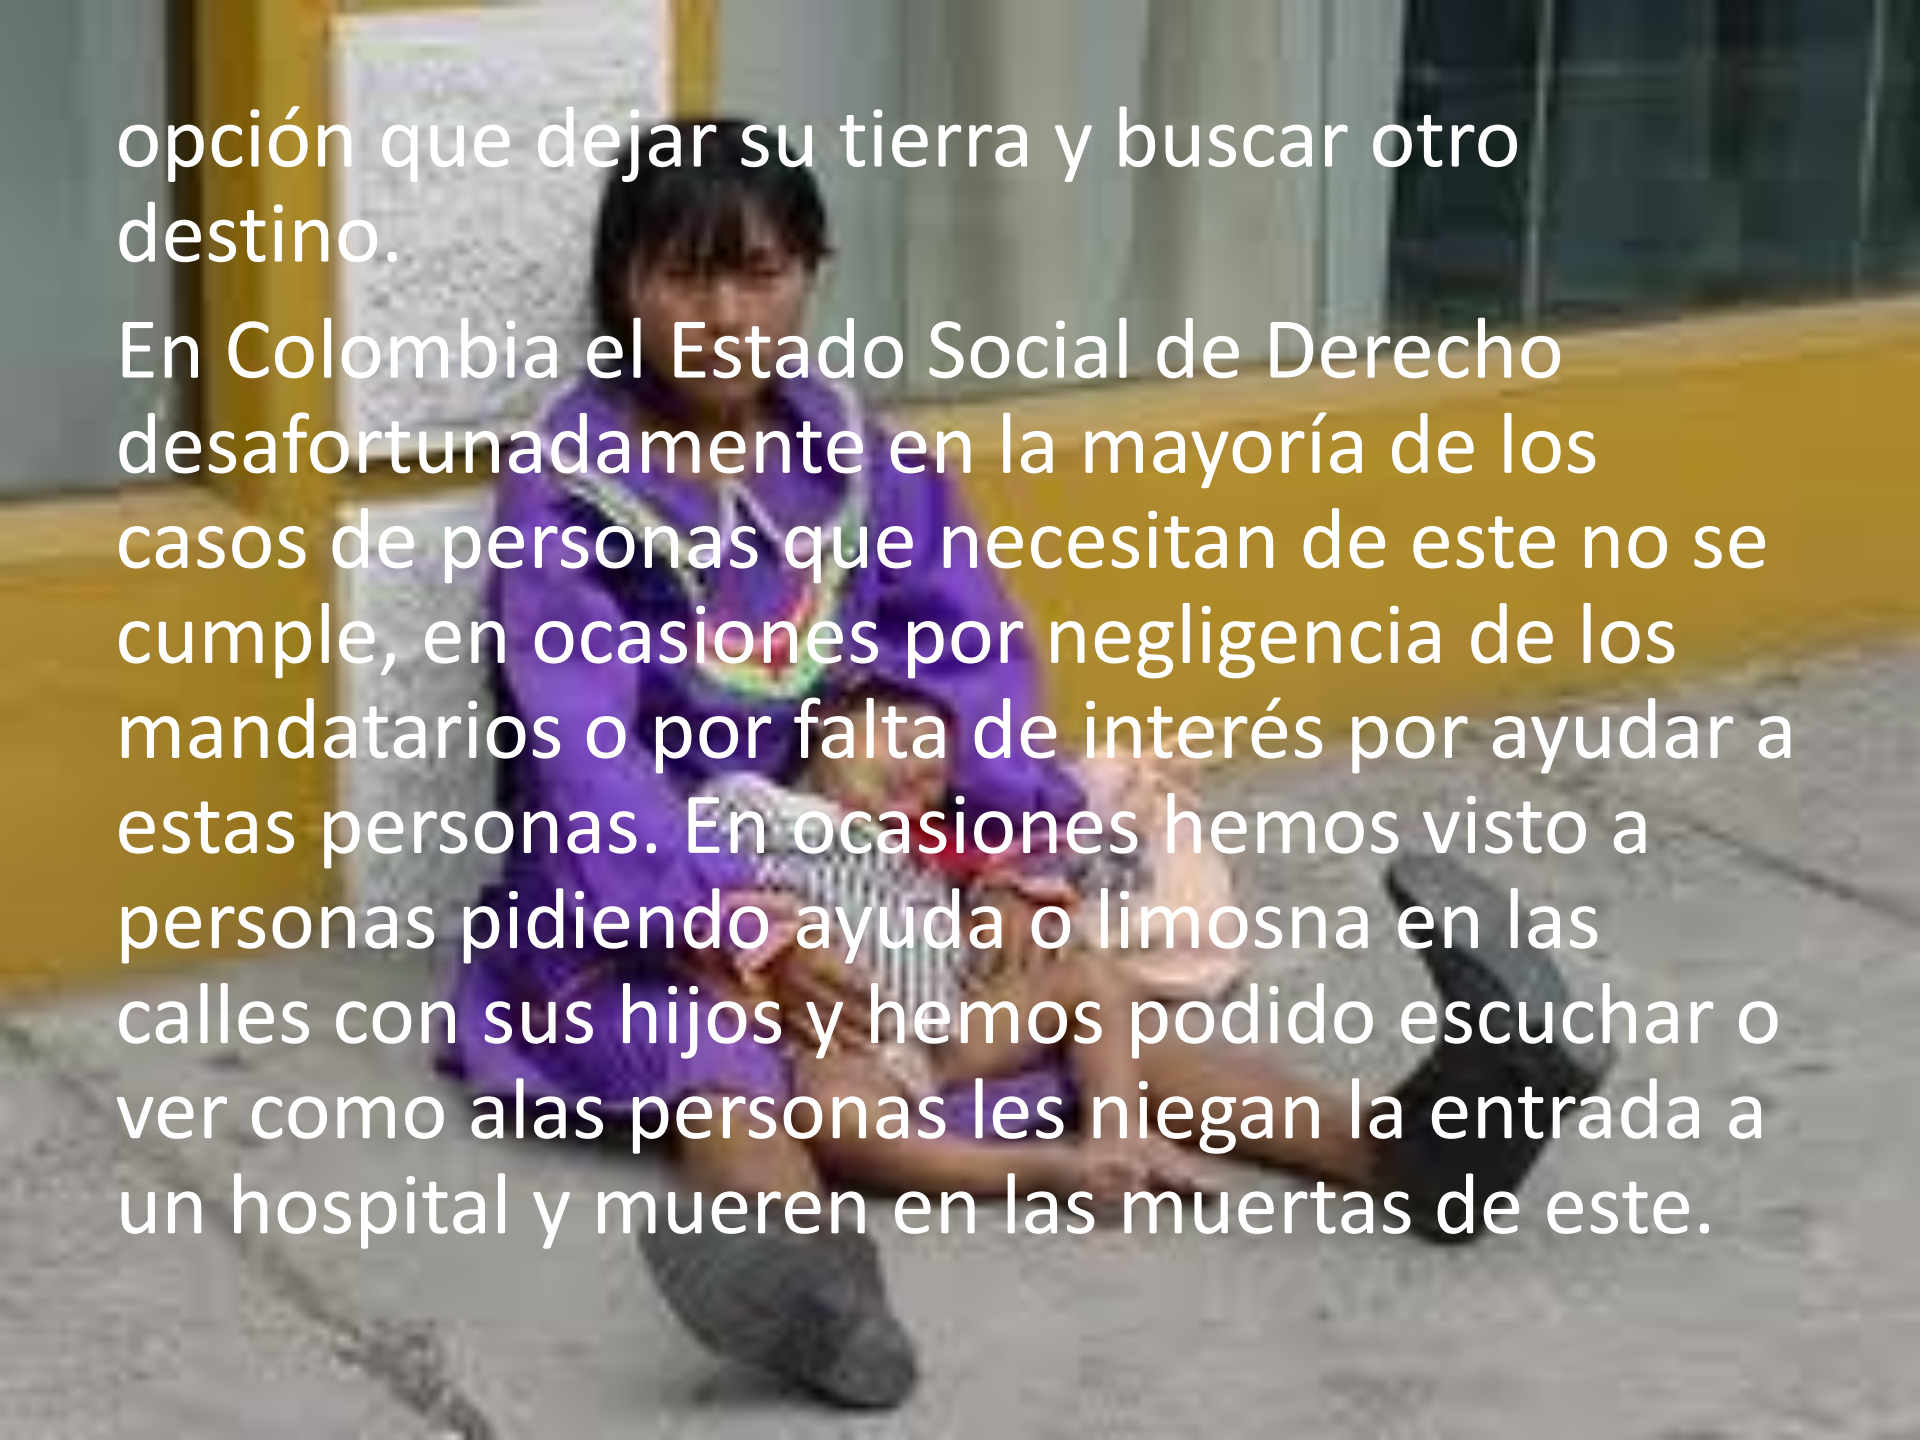 opción que dejar su tierra y buscar otro
destino.
En Colombia el Estado Social de Derecho
desafortunadamente en la mayoría de los
casos de personas que necesitan de este no se
cumple, en ocasiones por negligencia de los
mandatarios o por falta de interés por ayudar a
estas personas. En ocasiones hemos visto a
personas pidiendo ayuda o limosna en las
calles con sus hijos y hemos podido escuchar o
ver como alas personas les niegan la entrada a
un hospital y mueren en las muertas de este.